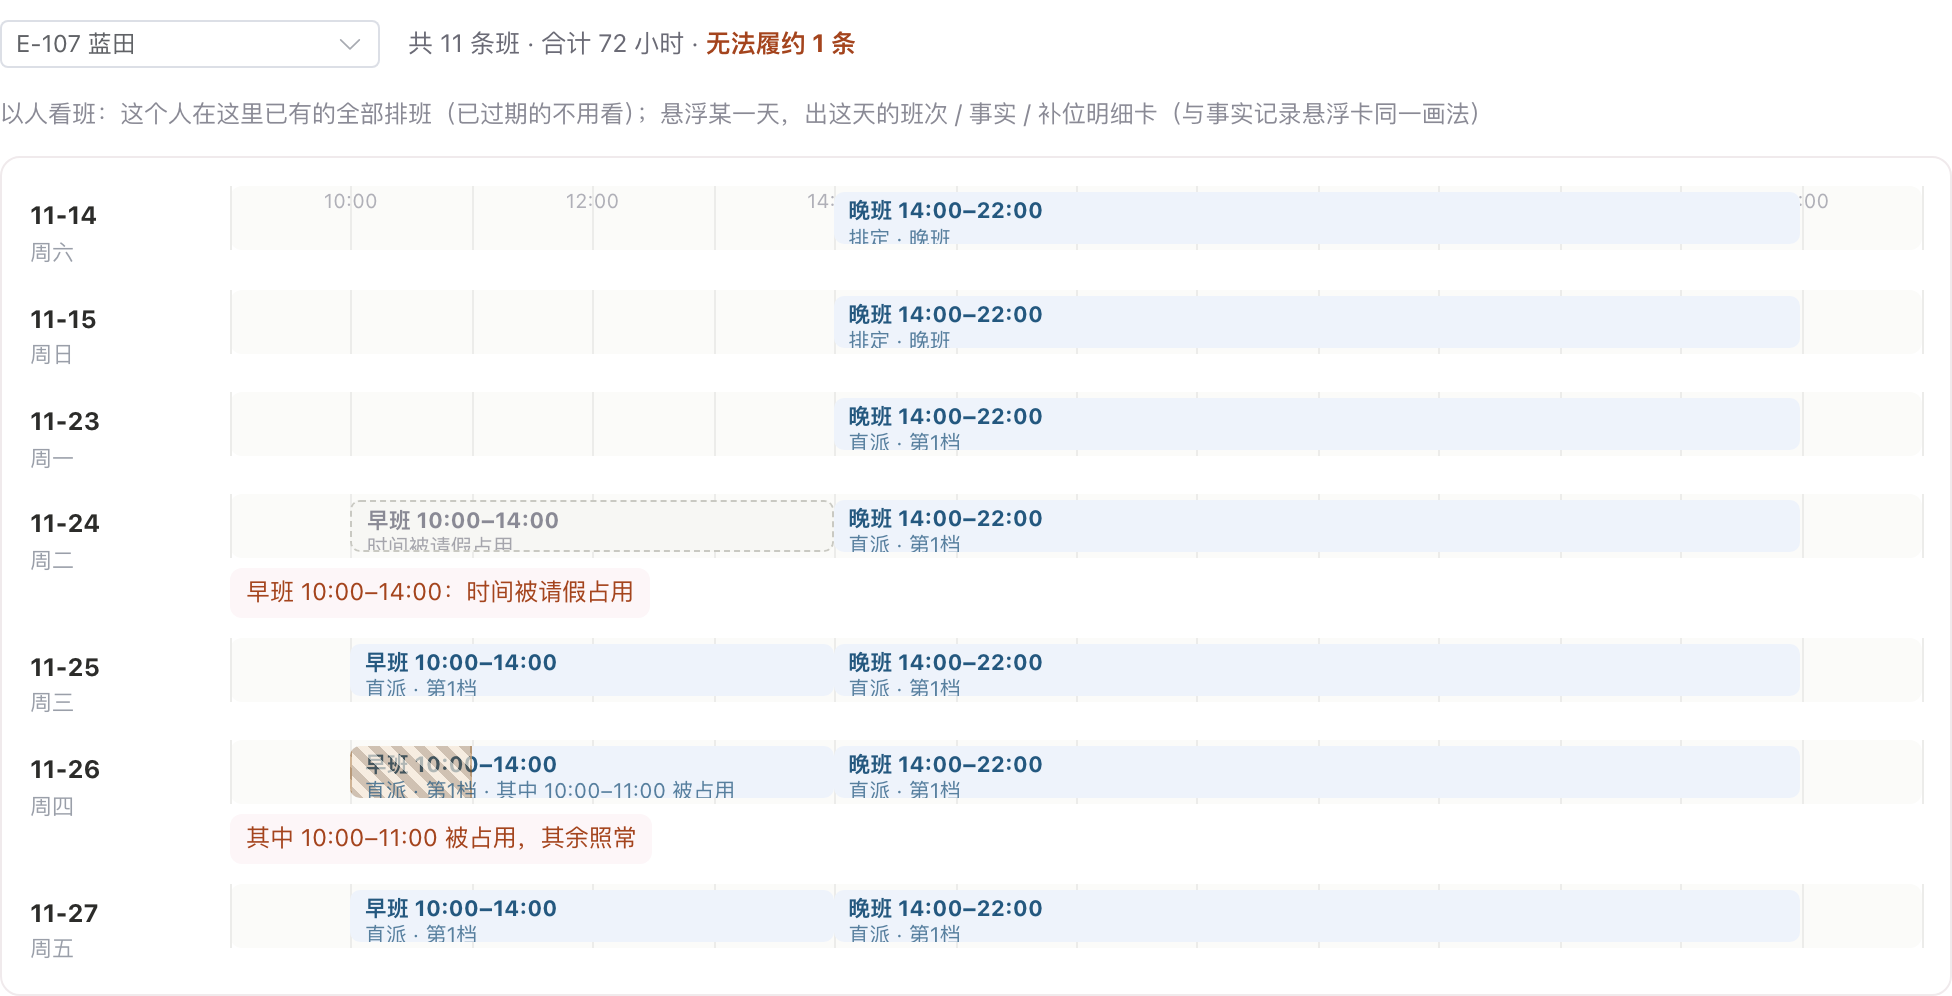 E-107 蓝田
共 11 条班 · 合计 72 小时 · 无法履约 1 条
以人看班：这个人在这里已有的全部排班（已过期的不用看）；悬浮某一天，出这天的班次 / 事实 / 补位明细卡（与事实记录悬浮卡同一画法）
10:00 12:00 14: :00
11-14 晚班 14:00–22:00
周六 排定 · 晚班
11-15 晚班 14:00–22:00
周日 排定 · 晚班
11-23 晚班 14:00–22:00
周一 直派 · 第1档
11-24 早班 10:00–14:00 晚班 14:00–22:00
周二 时间被请假占用 直派 · 第1档
早班 10:00–14:00：时间被请假占用
11-25 早班 10:00–14:00 晚班 14:00–22:00
周三 直派 · 第1档 直派 · 第1档
11-26 早班 10:00–14:00 晚班 14:00–22:00
周四 直派 · 第1档 · 其中 10:00–11:00 被占用 直派 · 第1档
其中 10:00–11:00 被占用，其余照常
11-27 早班 10:00–14:00 晚班 14:00–22:00
周五 直派 · 第1档 直派 · 第1档